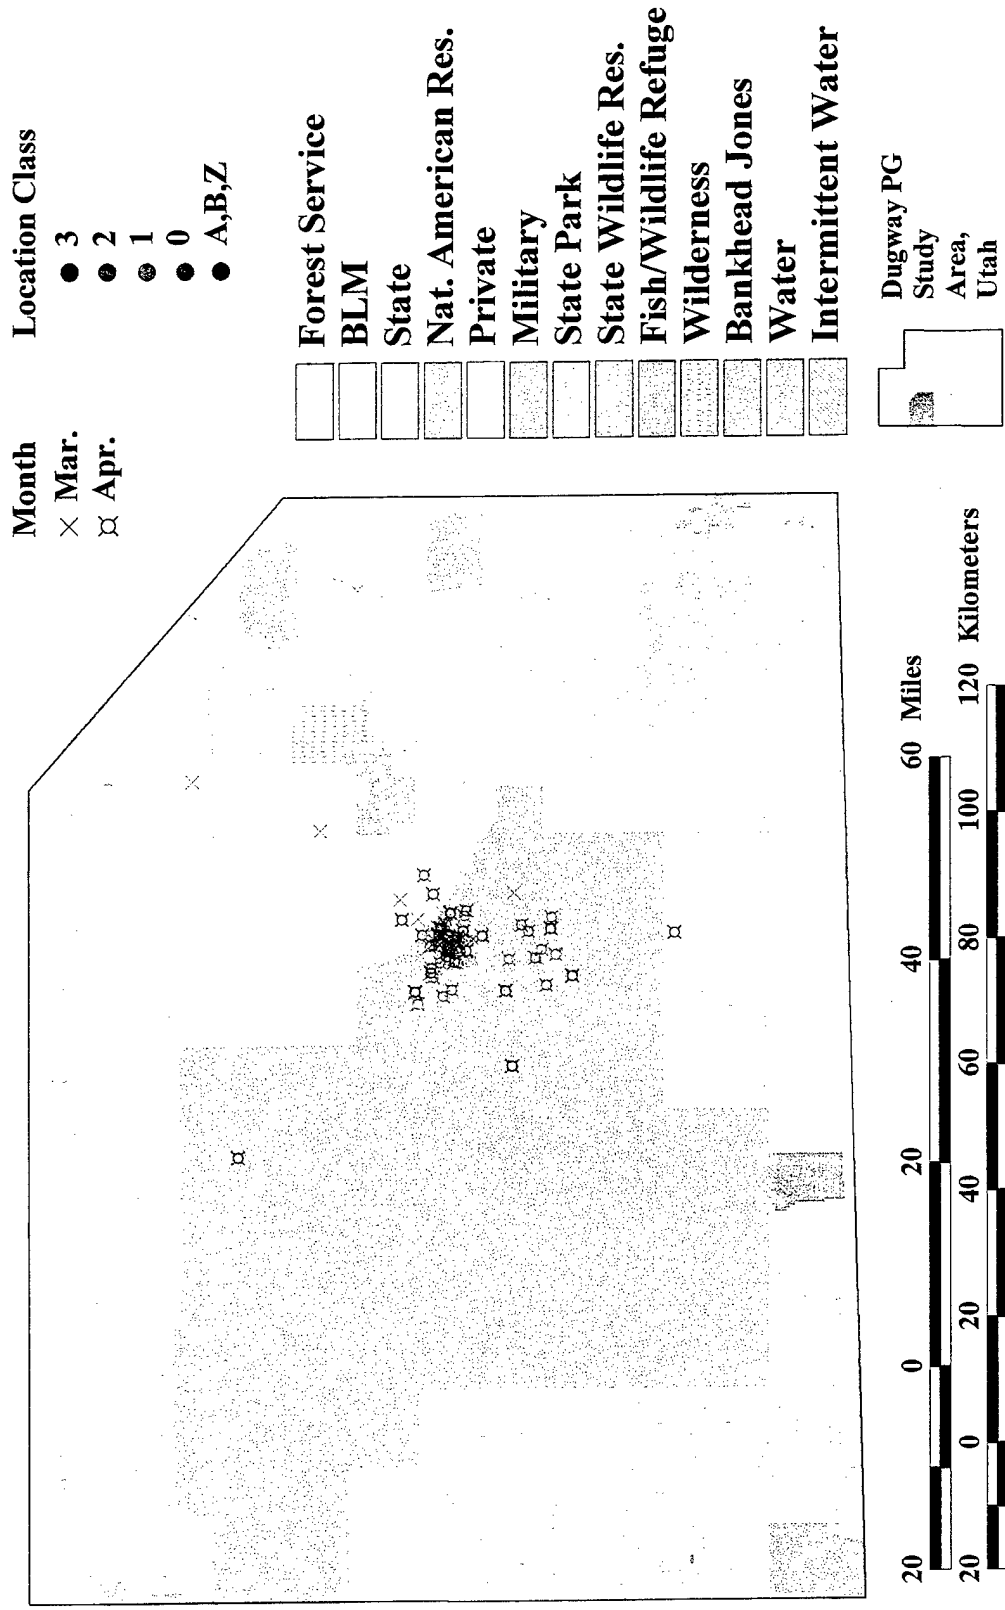 Month
Mar.
Apr.
Location Class
3
2
1
0
A,B,Z
Forest Service
BLM
State
Nat. American Res.
Private
Military
State Park
State Wildlife Res.
Fish/Wildlife Refuge
Wilderness
Bankhead Jones
Water
Intermittent Water
Dugway PG
Study
Area,
Utah
20 0 20 40 60 Miles
20 0 20 40 60 80 100 120 Kilometers